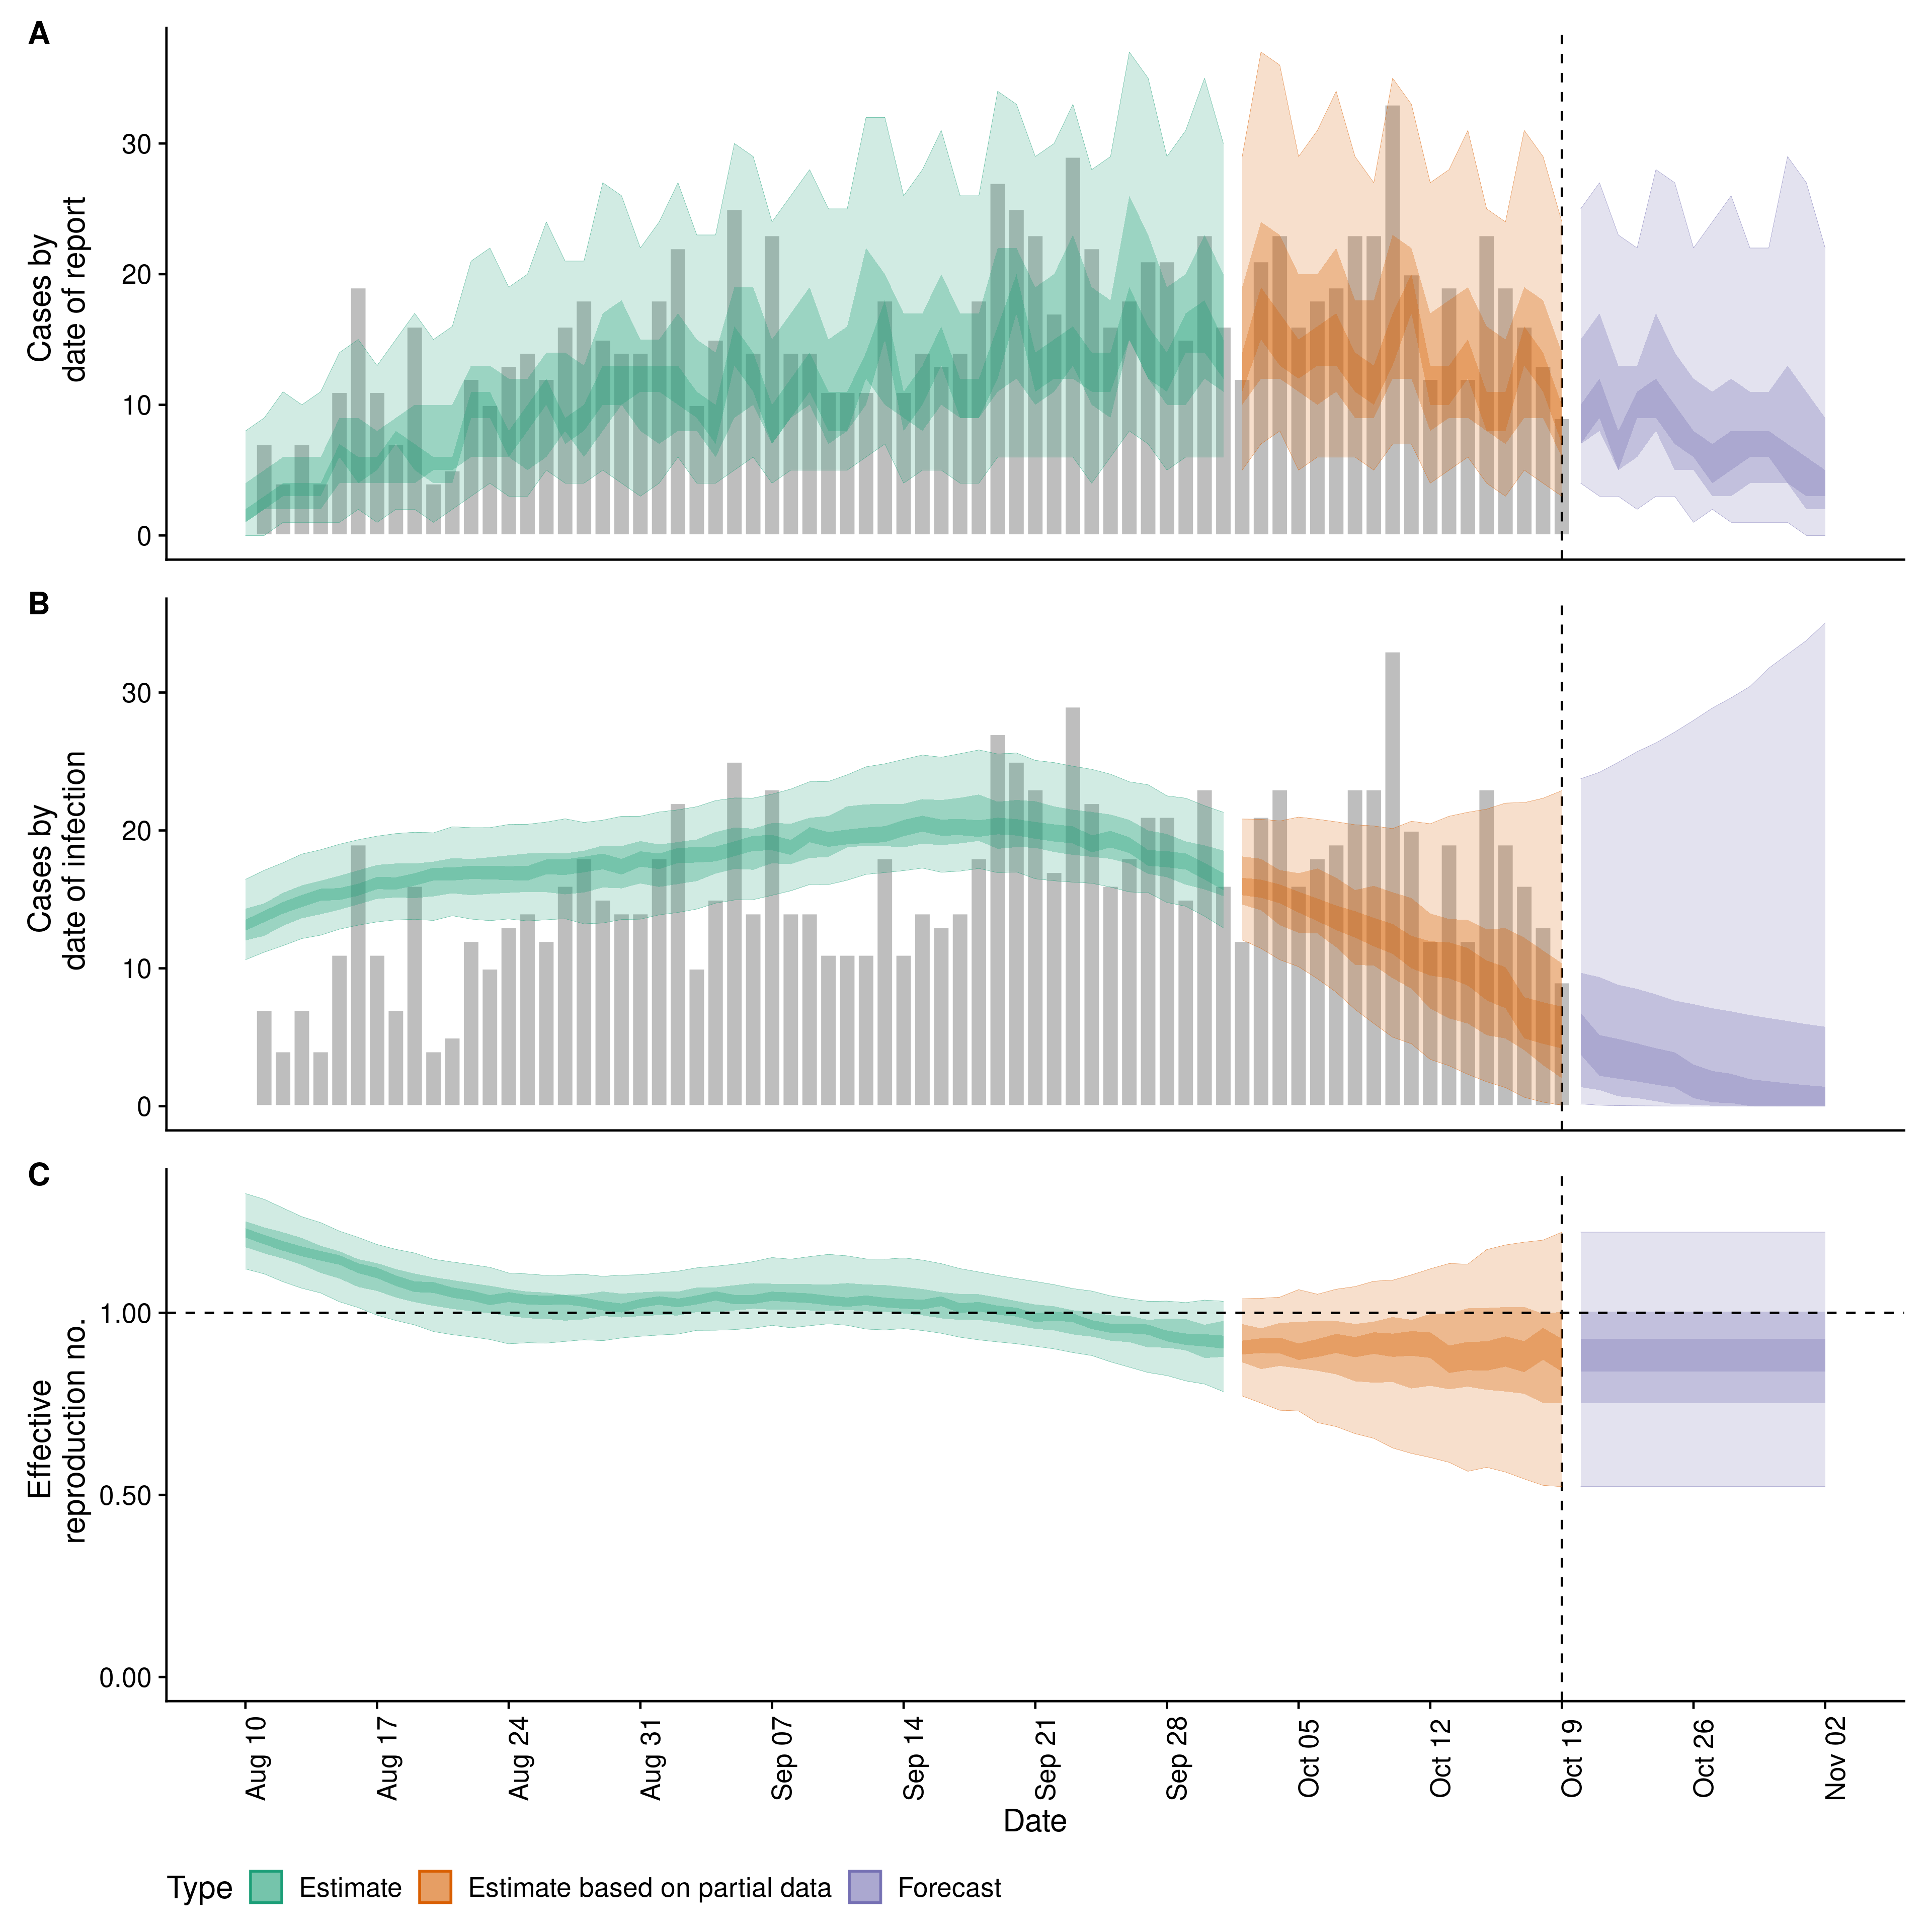 A
Cases by
date of report
30
20
10
0
B
Cases by
date of infection
30
20
10
0
C
Effective
reproduction no.
1.00
0.50
0.00
Aug 10
Aug 17
Aug 24
Aug 31
Sep 07
Sep 14
Sep 21
Sep 28
Oct 05
Oct 12
Oct 19
Oct 26
Nov 02
Date
Type Estimate Estimate based on partial data Forecast